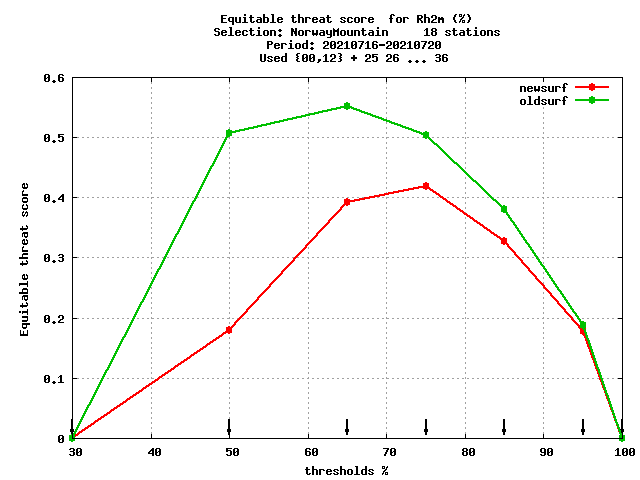 Equitable threat score  for Rh2m (%)
Selection: NorwayMountain     18 stations
Period: 20210716-20210720
Used {00,12} + 25 26 ... 36
newsurf
oldsurf
0.6
0.5
0.4
0.3
0.2
0.1
0
Equitable threat score
30 40 50 60 70 80 90 100
thresholds %